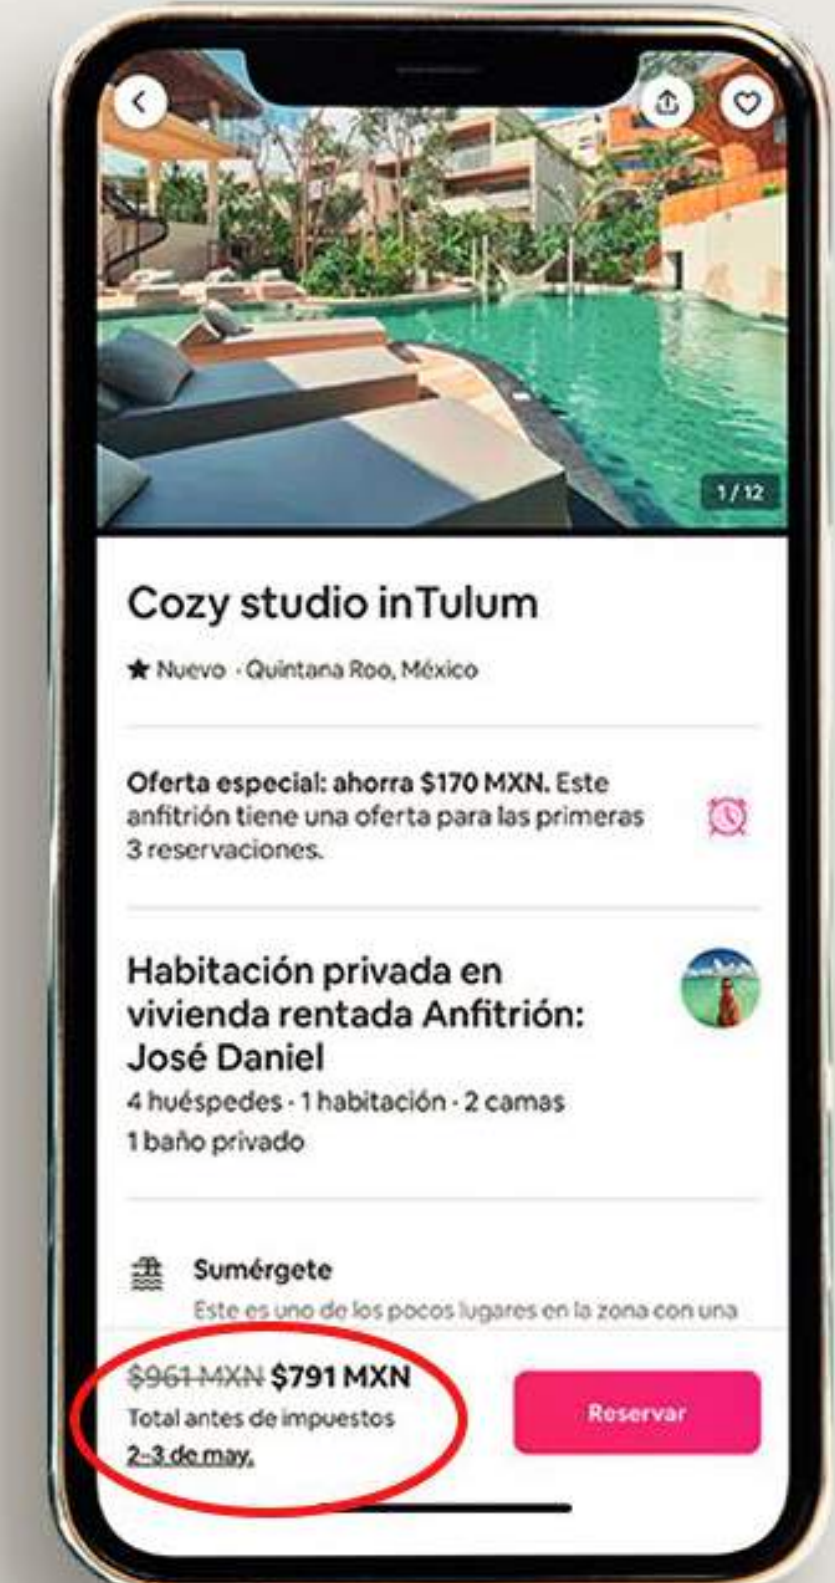 1 / 12
Cozy studio inTulum
★ Nuevo · Quintana Roo, México
Oferta especial: ahorra $170 MXN. Este
anfitrión tiene una oferta para las primeras
3 reservaciones.
Habitación privada en
vivienda rentada Anfitrión:
José Daniel
4 huéspedes · 1 habitación · 2 camas
1 baño privado
Sumérgete
Este es uno de los pocos lugares en la zona con una
$961 MXN $791 MXN
Total antes de impuestos
2–3 de may.
Reservar